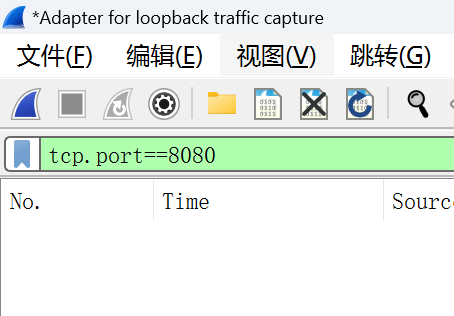 *Adapter for loopback traffic capture
文件(F) 编辑(E) 视图(V) 跳转(G)
tcp.port==8080
No. Time Source